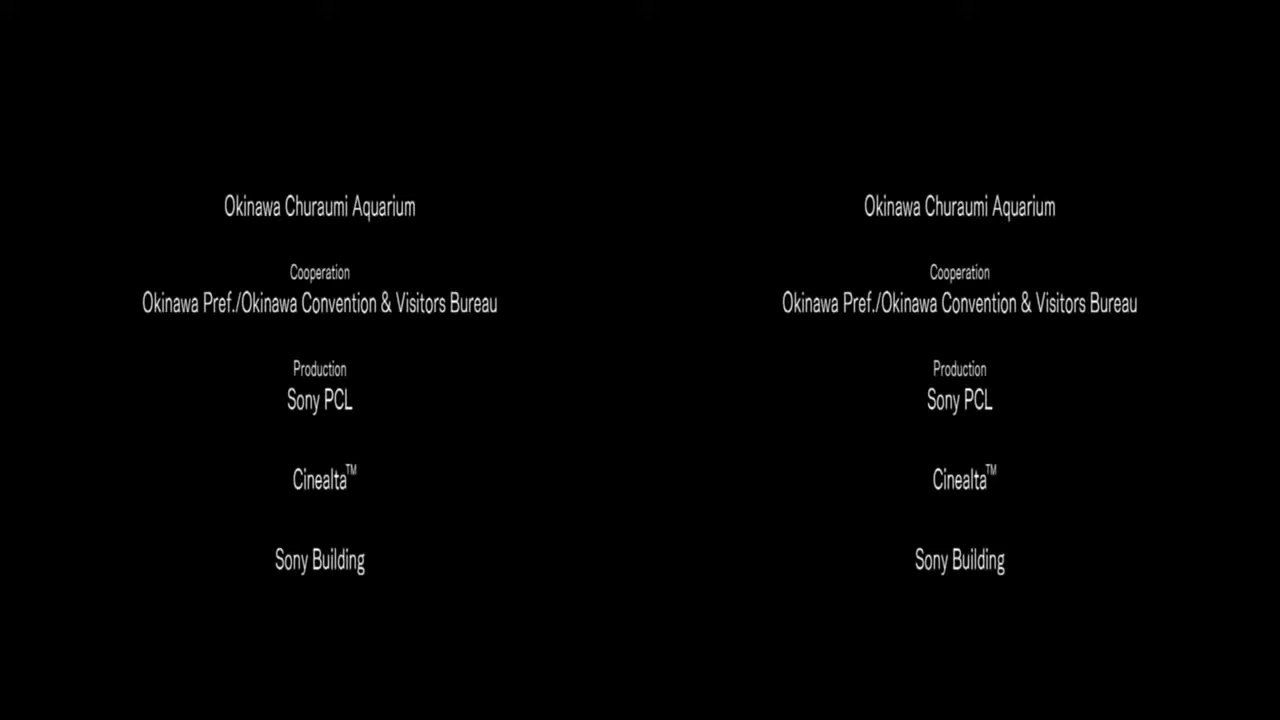 Okinawa Churaumi Aquarium
Cooperation
Okinawa Pref./Okinawa Convention & Visitors Bureau
Production
Sony PCL
Cinealta™
Sony Building
Okinawa Churaumi Aquarium
Cooperation
Okinawa Pref./Okinawa Convention & Visitors Bureau
Production
Sony PCL
Cinealta™
Sony Building